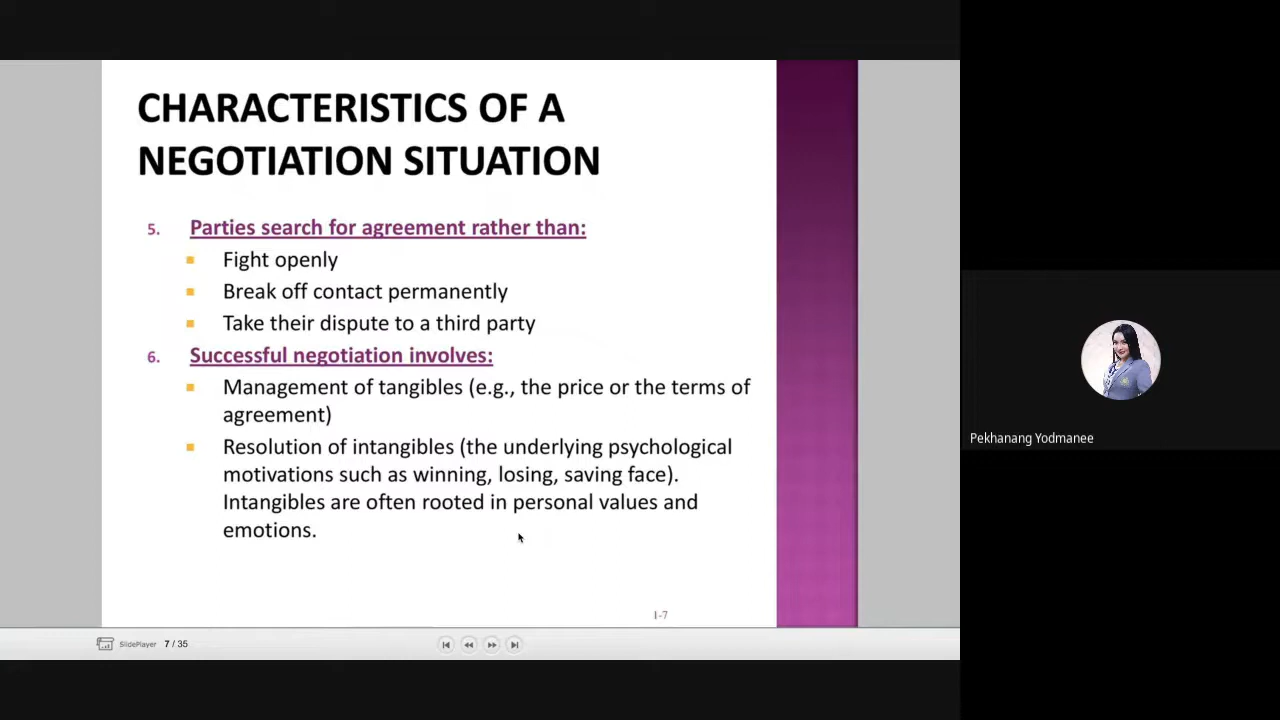 CHARACTERISTICS OF A
NEGOTIATION SITUATION
5. Parties search for agreement rather than:
Fight openly
Break off contact permanently
Take their dispute to a third party
6. Successful negotiation involves:
Management of tangibles (e.g., the price or the terms of
agreement)
Resolution of intangibles (the underlying psychological
motivations such as winning, losing, saving face).
Intangibles are often rooted in personal values and
emotions.
1-7
SlidePlayer 7 / 35
Pekhanang Yodmanee